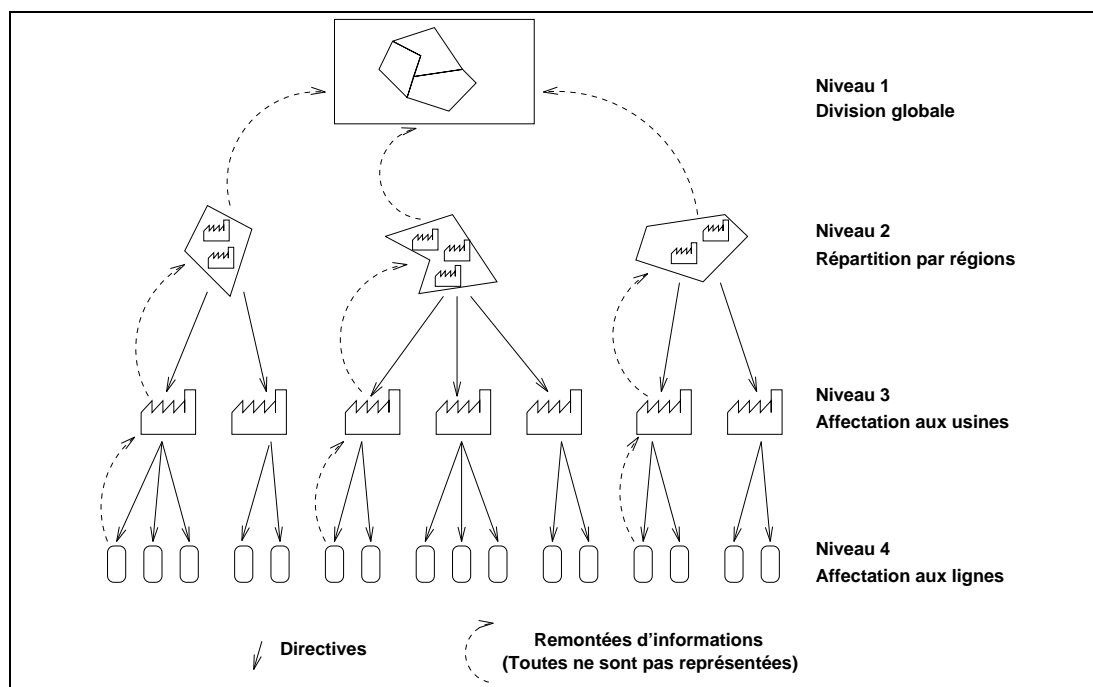 Niveau 1
Division globale
Niveau 2
Répartition par régions
Niveau 3
Affectation aux usines
Niveau 4
Affectation aux lignes
Directives
Remontées d'informations
(Toutes ne sont pas représentées)